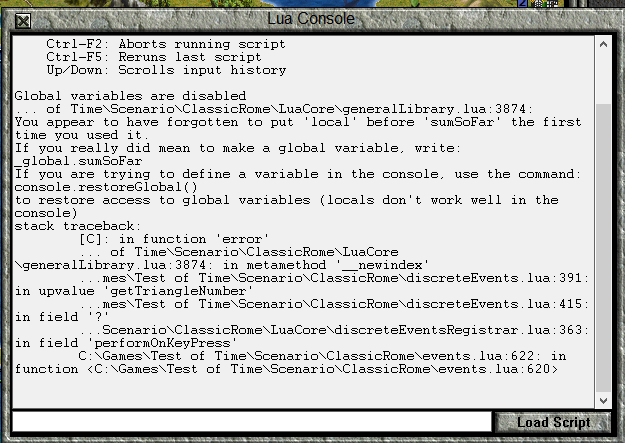 Lua Console
Ctrl-F2: Aborts running script
Ctrl-F5: Reruns last script
Up/Down: Scrolls input history
Global variables are disabled
... of Time\Scenario\ClassicRome\LuaCore\generalLibrary.lua:3874:
You appear to have forgotten to put 'local' before 'sumSoFar' the first
time you used it.
If you really did mean to make a global variable, write:
_global.sumSoFar
If you are trying to define a variable in the console, use the command:
console.restoreGlobal()
to restore access to global variables (locals don't work well in the
console)
stack traceback:
[C]: in function 'error'
... of Time\Scenario\ClassicRome\LuaCore
\generalLibrary.lua:3874: in metamethod '__newindex'
...mes\Test of Time\Scenario\ClassicRome\discreteEvents.lua:391:
in upvalue 'getTriangleNumber'
...mes\Test of Time\Scenario\ClassicRome\discreteEvents.lua:415:
in field '?'
...Scenario\ClassicRome\LuaCore\discreteEventsRegistrar.lua:363:
in field 'performOnKeyPress'
C:\Games\Test of Time\Scenario\ClassicRome\events.lua:622: in
function <C:\Games\Test of Time\Scenario\ClassicRome\events.lua:620>
Load Script